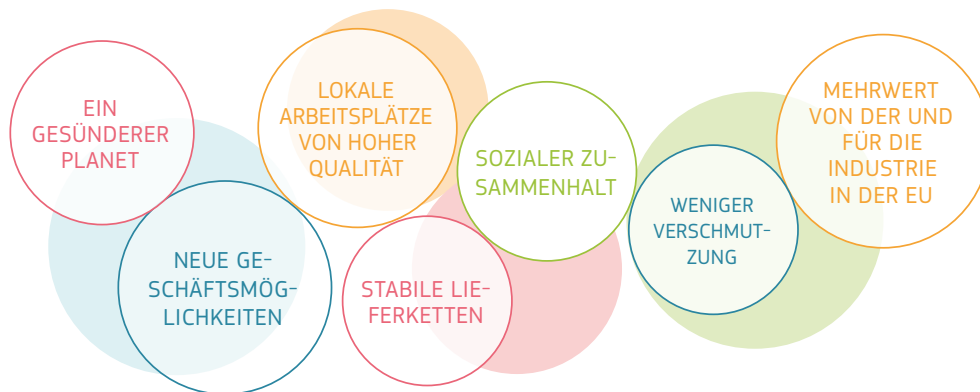 EIN
GESÜNDERER
PLANET
NEUE GE-
SCHÄFTSMÖG-
LICHKEITEN
LOKALE
ARBEITSPLÄTZE
VON HOHER
QUALITÄT
STABILE LIE-
FERKETTEN
SOZIALER ZU-
SAMMENHALT
WENIGER
VERSCHMUT-
ZUNG
MEHRWERT
VON DER UND
FÜR DIE
INDUSTRIE
IN DER EU